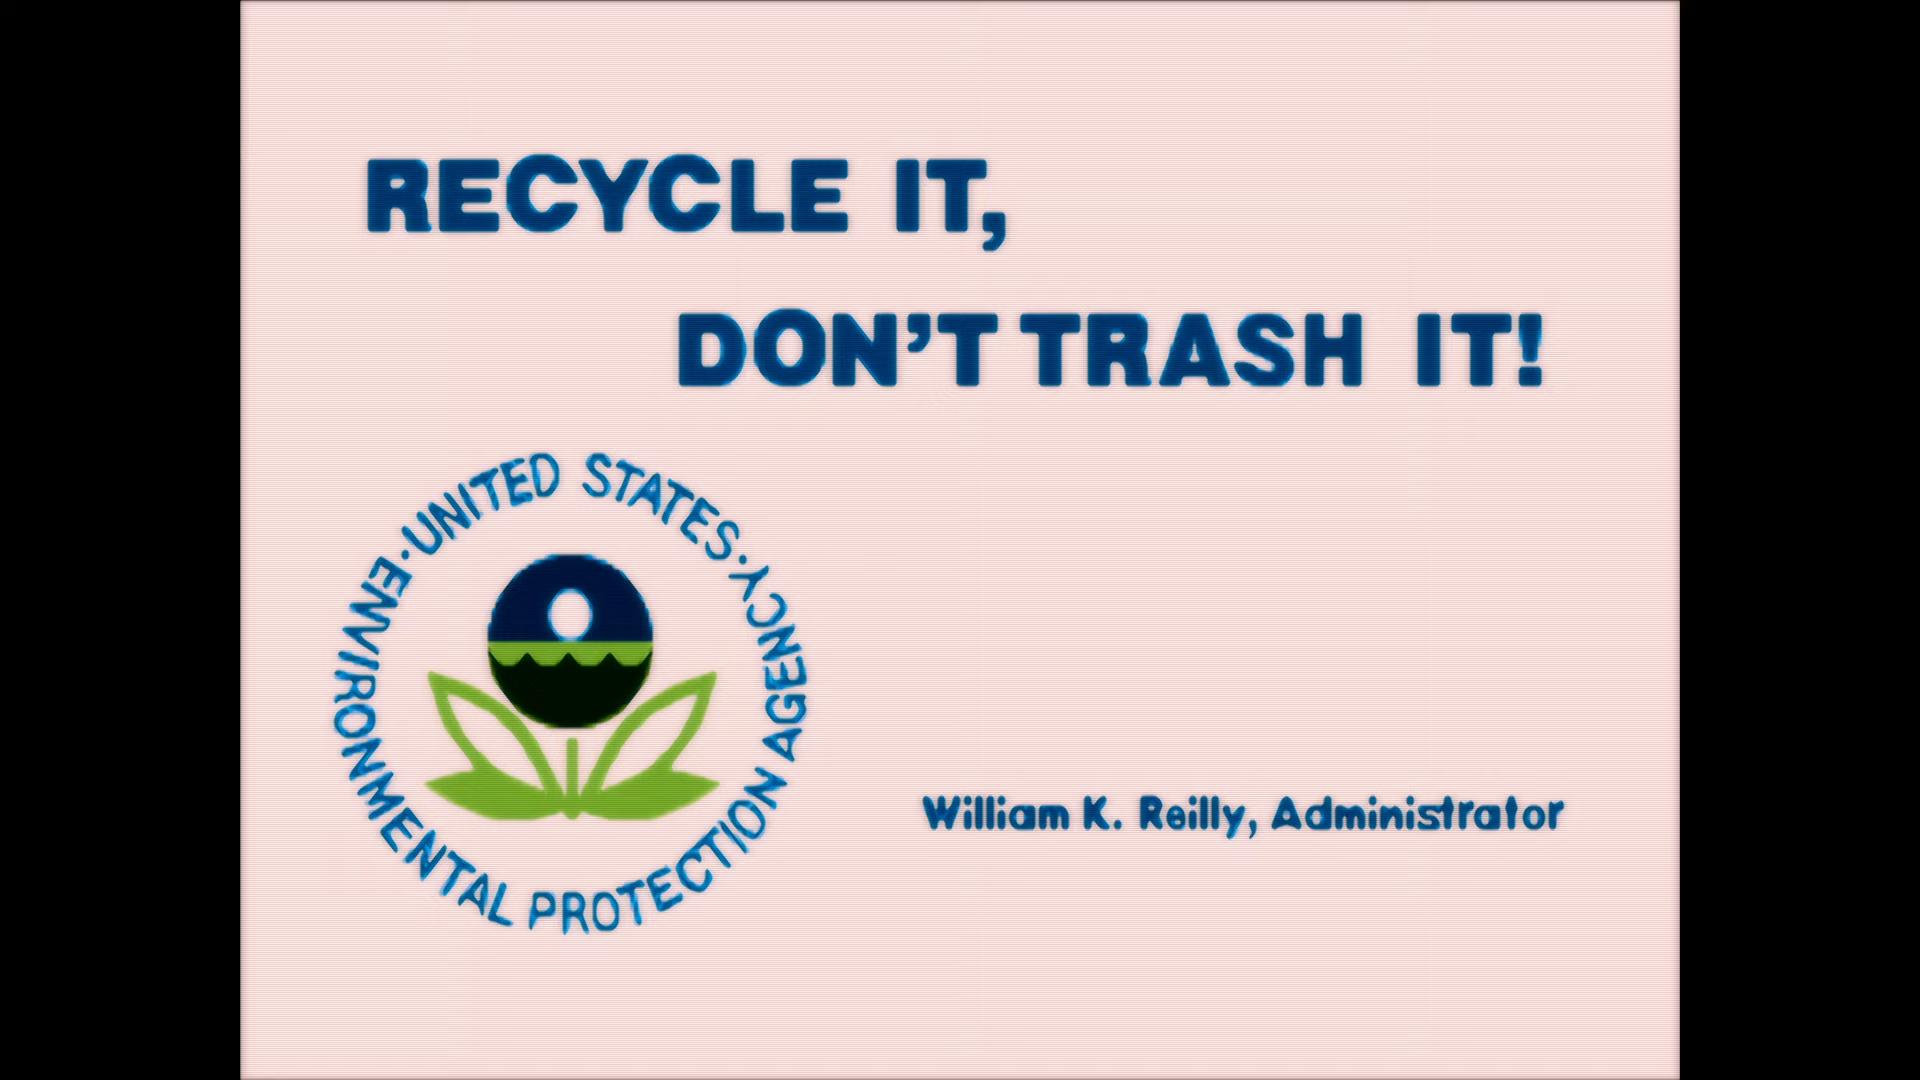 RECYCLE IT,
DON'T TRASH IT!
·UNITED STATES·
ENVIRONMENTAL PROTECTION AGENCY
William K. Reilly, Administrator